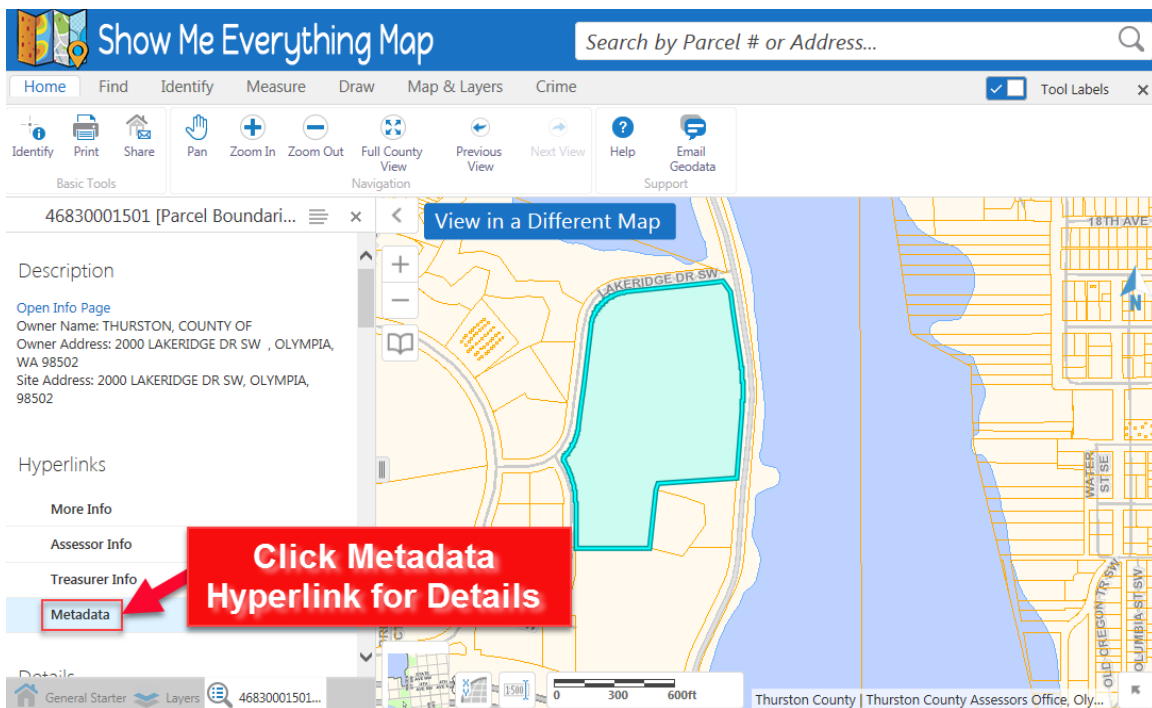 Show Me Everything Map
Search by Parcel # or Address...
Home Find Identify Measure Draw Map & Layers Crime
Tool Labels
Identify Print Share Pan Zoom In Zoom Out Full County View Previous View Next View Help Email Geodata
Basic Tools Navigation Support
46830001501 [Parcel Boundari...
View in a Different Map
18TH AVE
LAKERIDGE DR SW
N
Description
Open Info Page
Owner Name: THURSTON, COUNTY OF
Owner Address: 2000 LAKERIDGE DR SW , OLYMPIA,
WA 98502
Site Address: 2000 LAKERIDGE DR SW, OLYMPIA,
98502
WATER
ST SE
Hyperlinks
More Info
Assessor Info
Treasurer Info
Metadata
Click Metadata
Hyperlink for Details
OLD OREGON TR SW
COLUMBIA ST SW
Details
General Starter Layers 46830001501...
1:500
0 300 600ft
Thurston County | Thurston County Assessors Office, Oly...